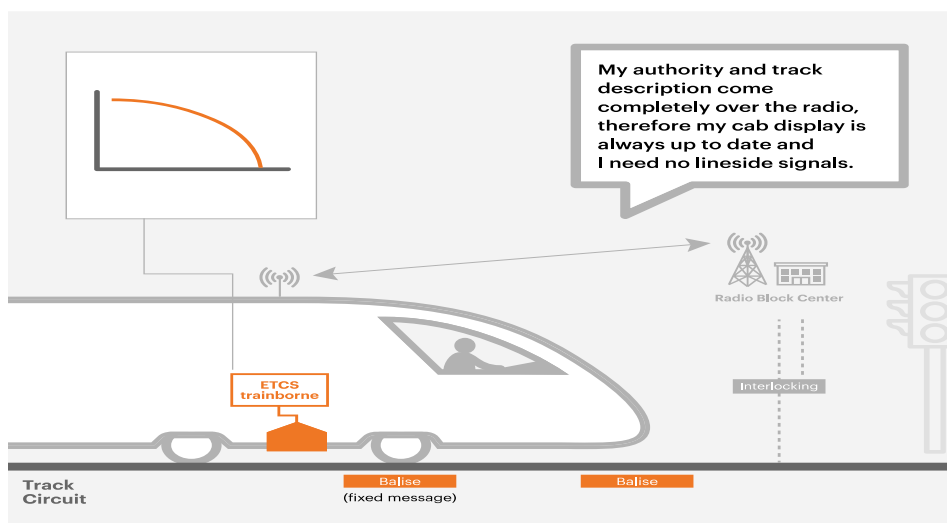 My authority and track
description come
completely over the radio,
therefore my cab display is
always up to date and
I need no lineside signals.
Radio Block Center
Interlocking
ETCS
trainborne
Track
Circuit
Balise
(fixed message)
Balise